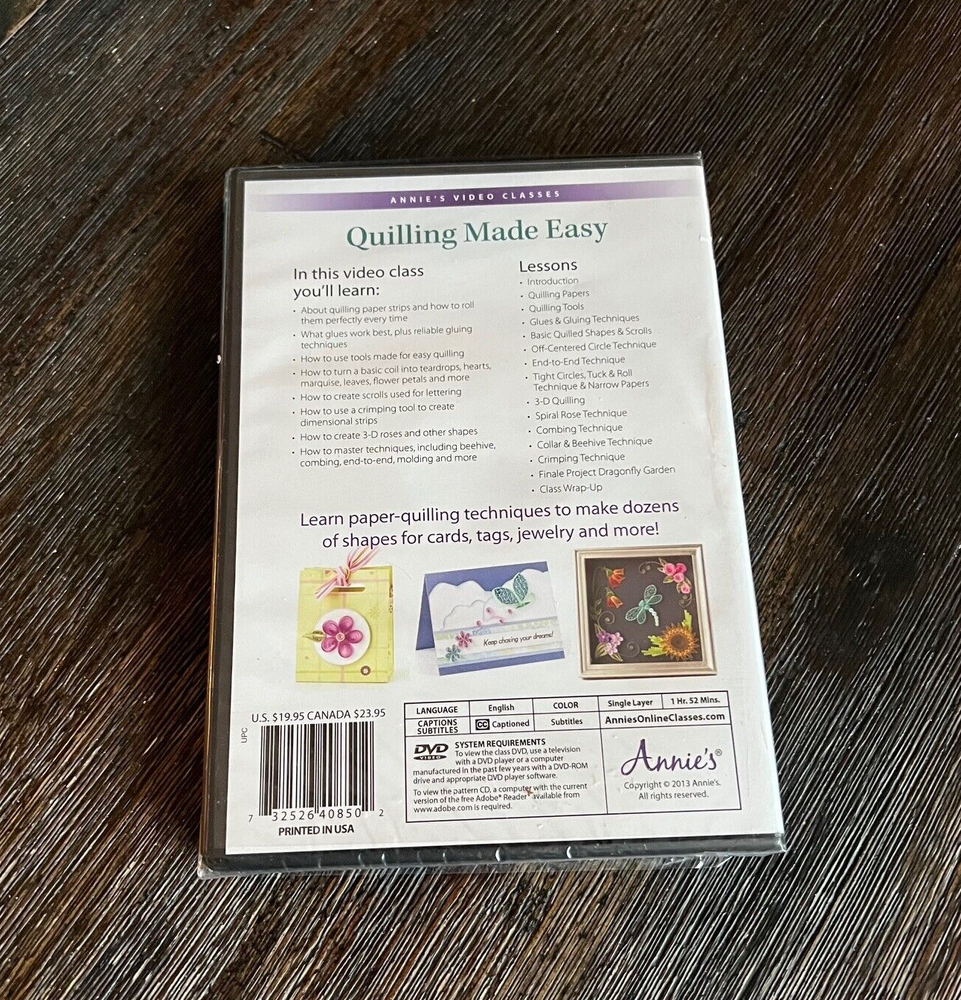 ANNIE'S VIDEO CLASSES
Quilling Made Easy
In this video class
you'll learn:
• About quilling paper strips and how to roll
them perfectly every time
• What glues work best, plus reliable gluing
techniques
• How to use tools made for easy quilling
• How to turn a basic coil into teardrops, hearts,
marquise, leaves, flower petals and more
• How to create scrolls used for lettering
• How to use a crimping tool to create
dimensional strips
• How to create 3-D roses and other shapes
• How to master techniques, including beehive,
combing, end-to-end, molding and more
Lessons
• Introduction
• Quilling Papers
• Quilling Tools
• Glues & Gluing Techniques
• Basic Quilled Shapes & Scrolls
• Off-Centered Circle Technique
• End-to-End Technique
• Tight Circles, Tuck & Roll
Technique & Narrow Papers
• 3-D Quilling
• Spiral Rose Technique
• Combing Technique
• Collar & Beehive Technique
• Crimping Technique
• Finale Project Dragonfly Garden
• Class Wrap-Up
Learn paper-quilling techniques to make dozens
of shapes for cards, tags, jewelry and more!
Keep chasing your dreams!
U.S. $19.95 CANADA $23.95
UPC
7 32526 40850 2
PRINTED IN USA
LANGUAGE English COLOR Single Layer 1 Hr. 52 Mins.
CAPTIONS
SUBTITLES
CC Captioned Subtitles AnniesOnlineClasses.com
DVD
VIDEO
SYSTEM REQUIREMENTS
To view the class DVD, use a television
with a DVD player or a computer
manufactured in the past few years with a DVD-ROM
drive and appropriate DVD player software.
To view the pattern CD, a computer with the current
version of the free Adobe® Reader® available from
www.adobe.com is required.
Annie's®
Copyright © 2013 Annie's.
All rights reserved.